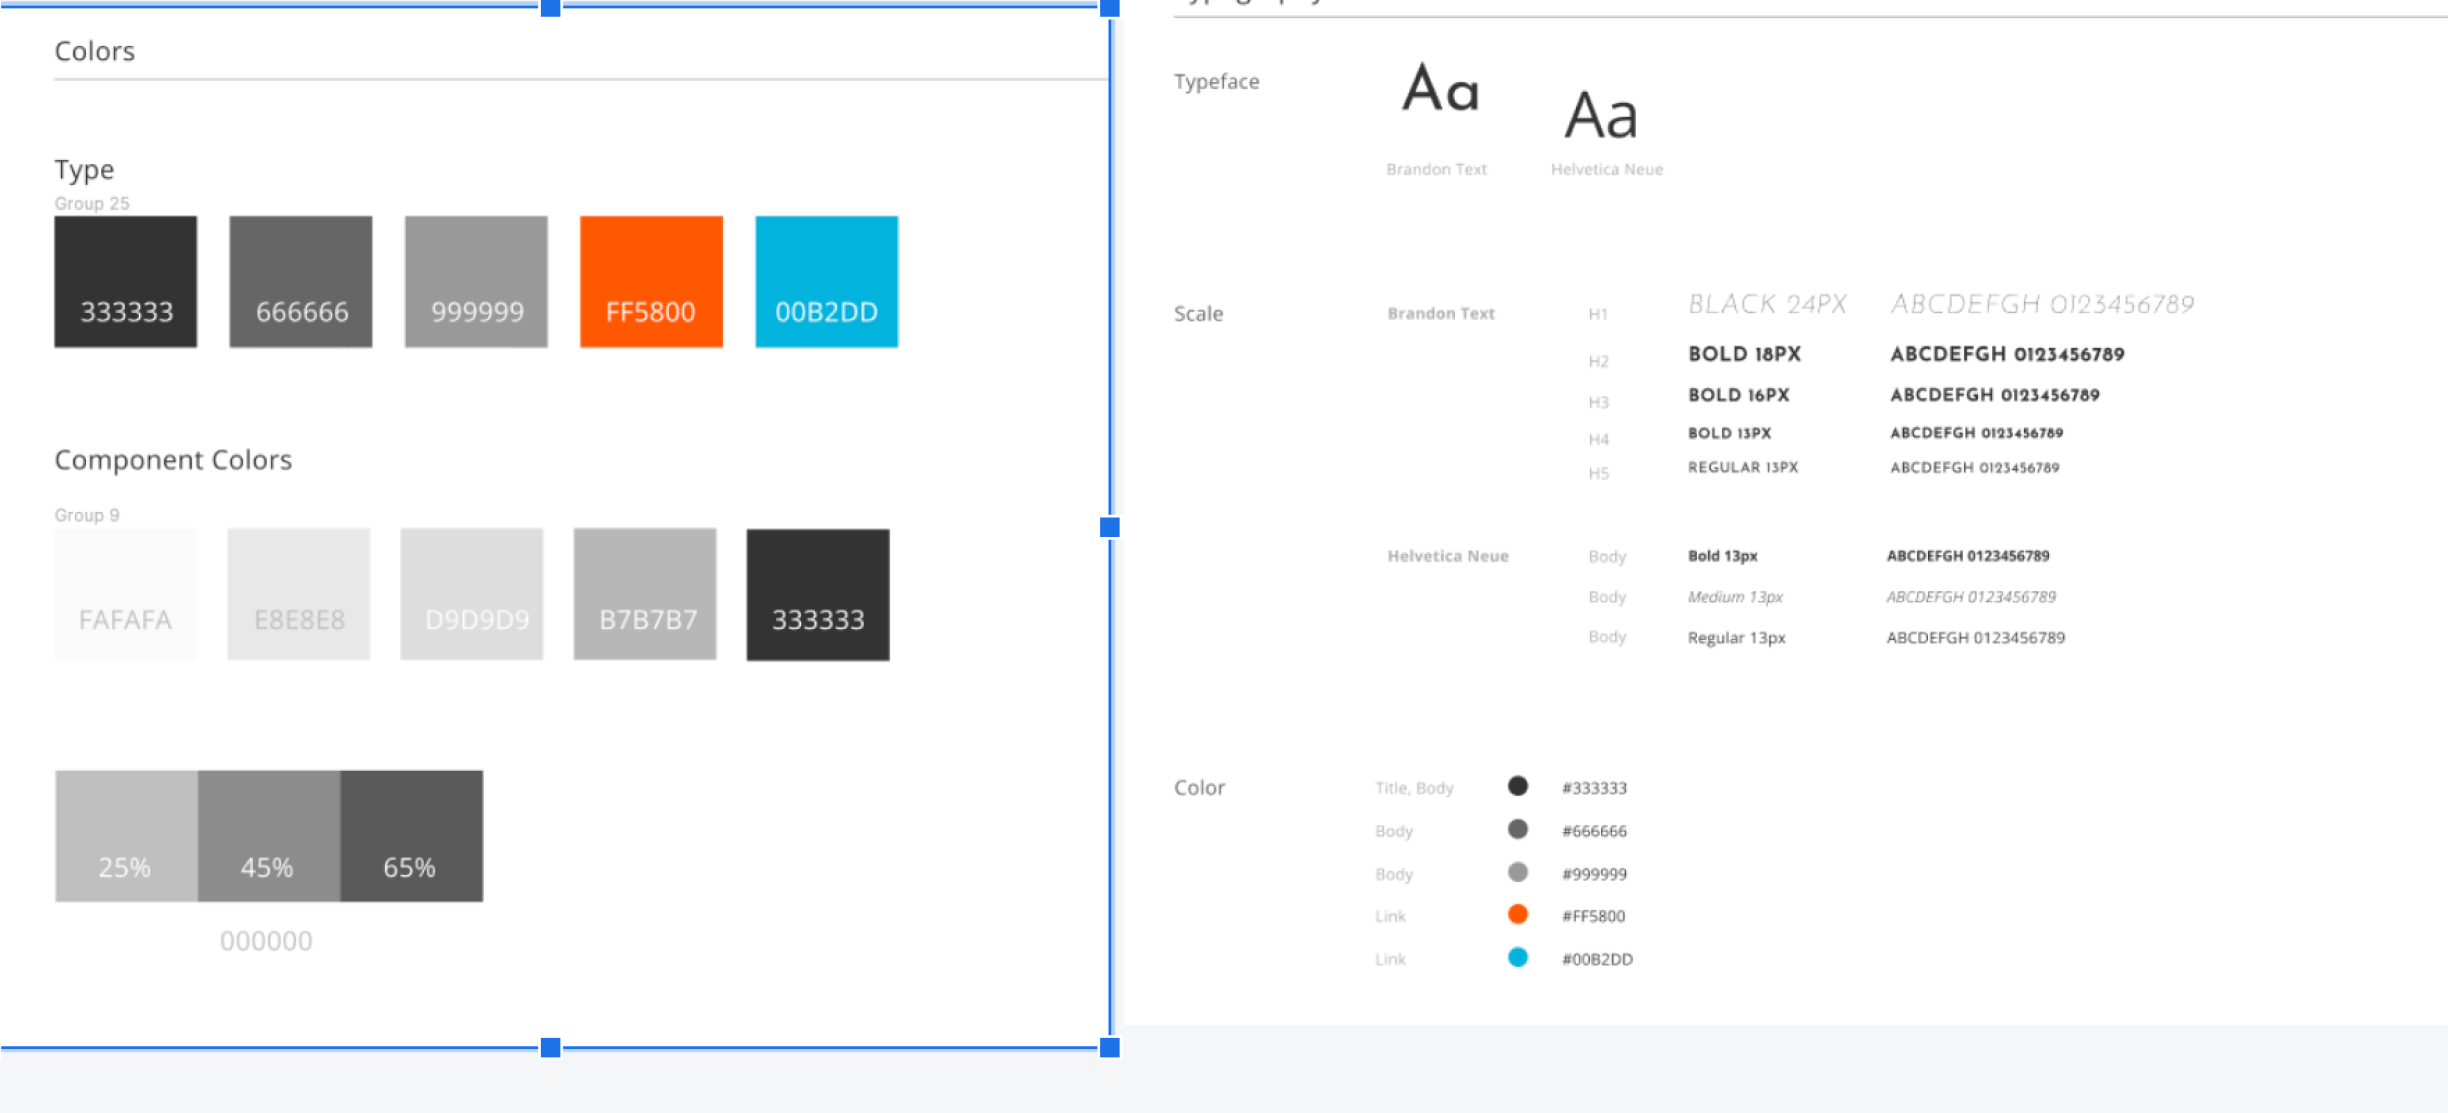 Colors
Type
Group 25
333333 666666 999999 FF5800 00B2DD
Component Colors
Group 9
FAFAFA E8E8E8 D9D9D9 B7B7B7 333333
25% 45% 65%
000000
Typography
Typeface
Aa Aa
Brandon Text Helvetica Neue
Scale Brandon Text H1 BLACK 24PX ABCDEFGH 0123456789
H2 BOLD 18PX ABCDEFGH 0123456789
H3 BOLD 16PX ABCDEFGH 0123456789
H4 BOLD 13PX ABCDEFGH 0123456789
H5 REGULAR 13PX ABCDEFGH 0123456789
Helvetica Neue Body Bold 13px ABCDEFGH 0123456789
Body Medium 13px ABCDEFGH 0123456789
Body Regular 13px ABCDEFGH 0123456789
Color Title, Body #333333
Body #666666
Body #999999
Link #FF5800
Link #00B2DD